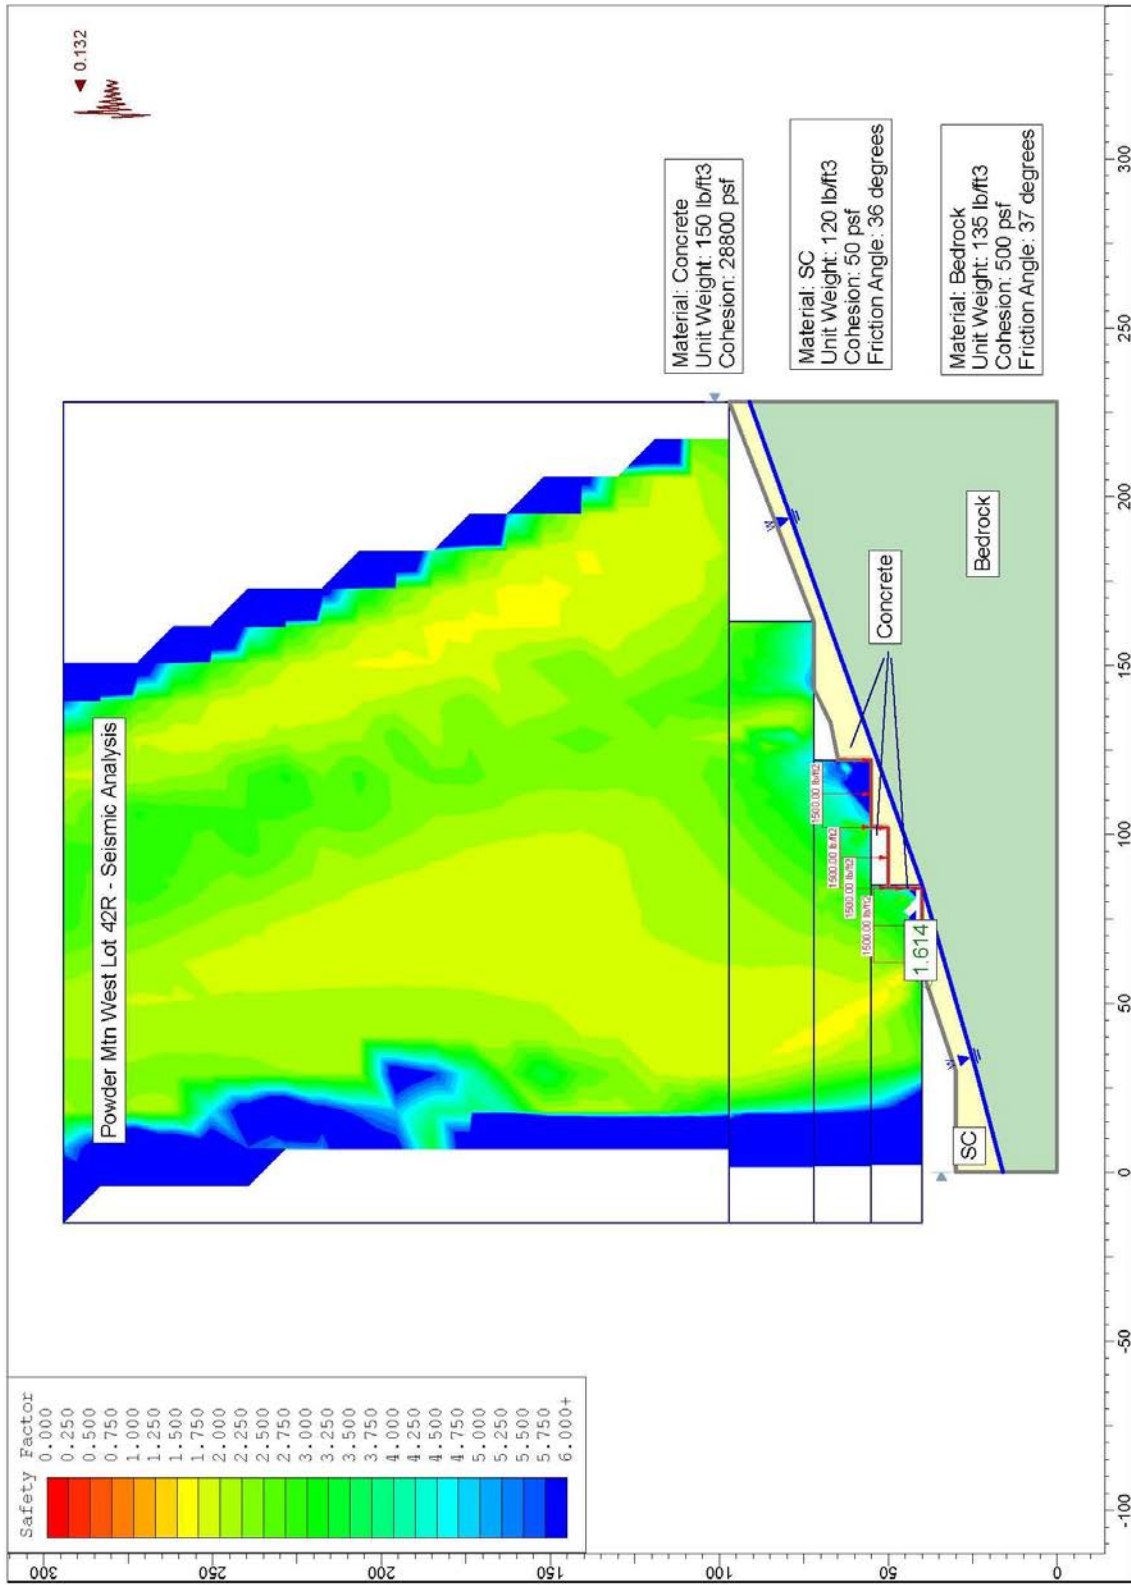 Safety Factor
0.000
0.250
0.500
0.750
1.000
1.250
1.500
1.750
2.000
2.250
2.500
2.750
3.000
3.250
3.500
3.750
4.000
4.250
4.500
4.750
5.000
5.250
5.500
5.750
6.000+
Powder Mtn West Lot 42R - Seismic Analysis
0.132
Material: Concrete
Unit Weight: 150 lb/ft3
Cohesion: 28800 psf
Material: SC
Unit Weight: 120 lb/ft3
Cohesion: 50 psf
Friction Angle: 36 degrees
Material: Bedrock
Unit Weight: 135 lb/ft3
Cohesion: 500 psf
Friction Angle: 37 degrees
1500.00 lb/ft2
1500.00 lb/ft2
1500.00 lb/ft2
1500.00 lb/ft2
1.614
W
W
SC
Concrete
Bedrock
300
250
200
150
100
50
0
-100
-50
0
50
100
150
200
250
300